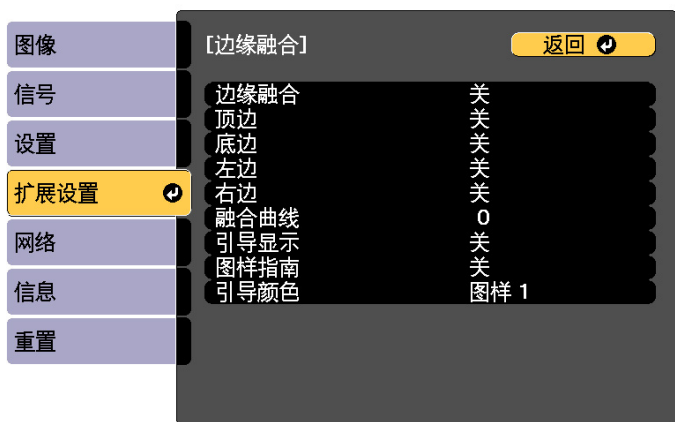 图像
信号
设置
扩展设置
网络
信息
重置
[边缘融合]
返回
边缘融合 关
顶边 关
底边 关
左边 关
右边 关
融合曲线 0
引导显示 关
图样指南 关
引导颜色 图样 1